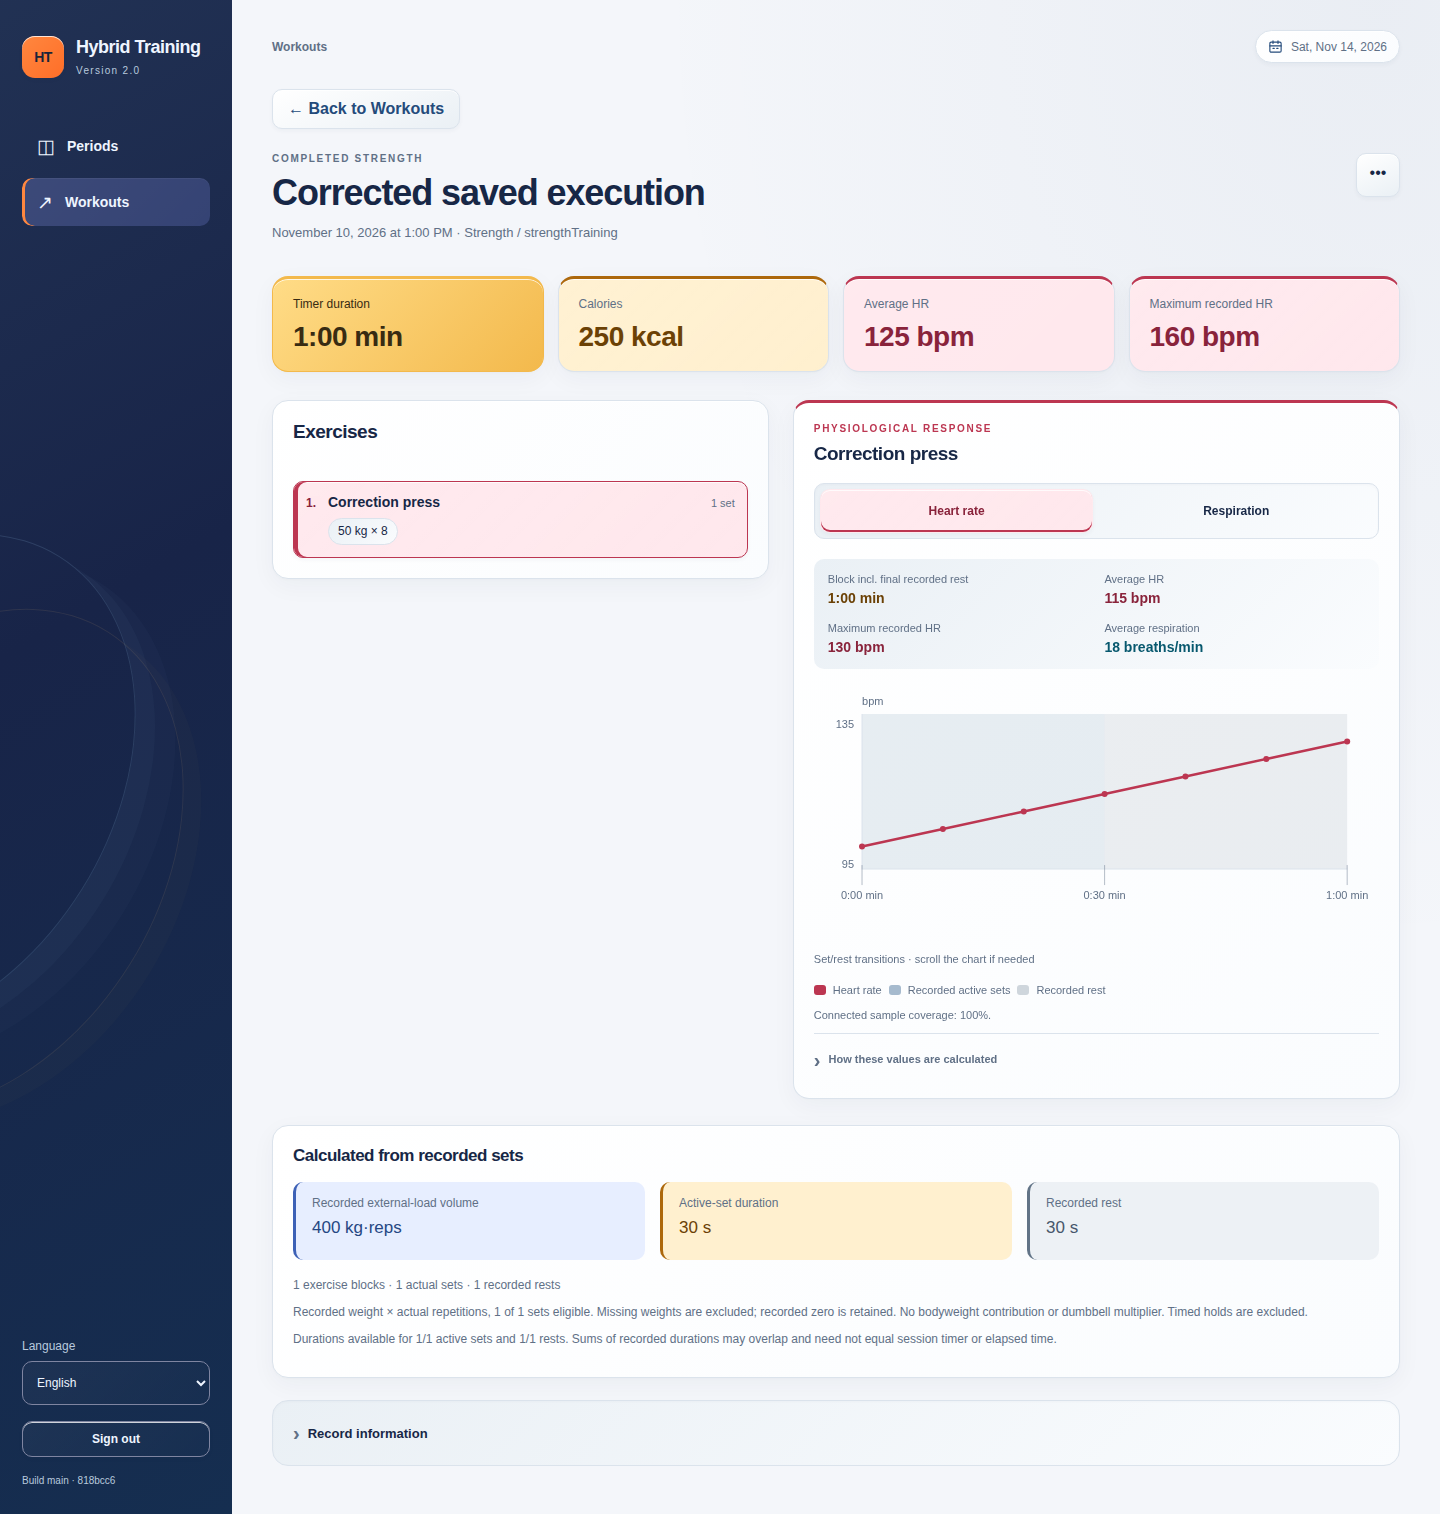 HT
Hybrid Training
Version 2.0
Periods
Workouts
Language
English
Sign out
Build main · 818bcc6
Workouts
Sat, Nov 14, 2026
← Back to Workouts
COMPLETED STRENGTH
Corrected saved execution
•••
November 10, 2026 at 1:00 PM · Strength / strengthTraining
Timer duration
1:00 min
Calories
250 kcal
Average HR
125 bpm
Maximum recorded HR
160 bpm
Exercises
1. Correction press
1 set
50 kg × 8
PHYSIOLOGICAL RESPONSE
Correction press
Heart rate
Respiration
Block incl. final recorded rest
1:00 min
Average HR
115 bpm
Maximum recorded HR
130 bpm
Average respiration
18 breaths/min
bpm
135
95
0:00 min
0:30 min
1:00 min
Set/rest transitions · scroll the chart if needed
Heart rate
Recorded active sets
Recorded rest
Connected sample coverage: 100%.
How these values are calculated
Calculated from recorded sets
Recorded external-load volume
400 kg·reps
Active-set duration
30 s
Recorded rest
30 s
1 exercise blocks · 1 actual sets · 1 recorded rests
Recorded weight × actual repetitions, 1 of 1 sets eligible. Missing weights are excluded; recorded zero is retained. No bodyweight contribution or dumbbell multiplier. Timed holds are excluded.
Durations available for 1/1 active sets and 1/1 rests. Sums of recorded durations may overlap and need not equal session timer or elapsed time.
Record information